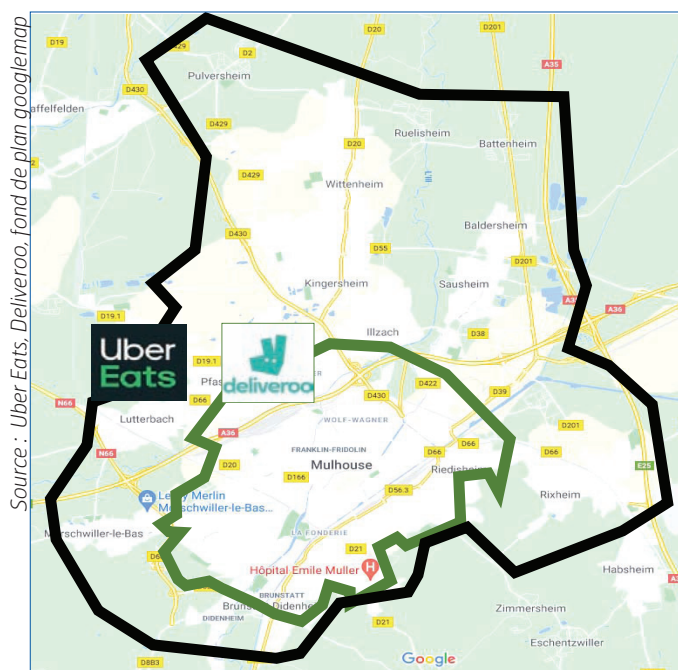 Source : Uber Eats, Deliveroo, fond de plan googlemap
D19
D429
D20
D201
D2
A35
Pulversheim
D430
affelfelden
D429
Ruelisheim
D20
Battenheim
D429
Wittenheim
L'Ill
Baldersheim
D430
D55
D201
Kingersheim
Sausheim
A36
D19.1
Illzach
D38
Uber
Eats
deliveroo
D19.1
Pfas
D422
D39
N66
D66
D430
Lutterbach
WOLF-WAGNER
D201
A36
D66
D66
D66
N66
FRANKLIN-FRIDOLIN
Mulhouse
D20
D166
Riedisheim
E25
Leroy Merlin
Morschwiller-le-Bas...
D56.3
Rixheim
Morschwiller-le-Bas
LA FONDERIE
D21
Hôpital Emile Muller
H
Habsheim
A35
BRUNSTATT
Brunstatt-Didenheim
DIDENHEIM
D21
Zimmersheim
Eschentzwiller
D8B3
Google